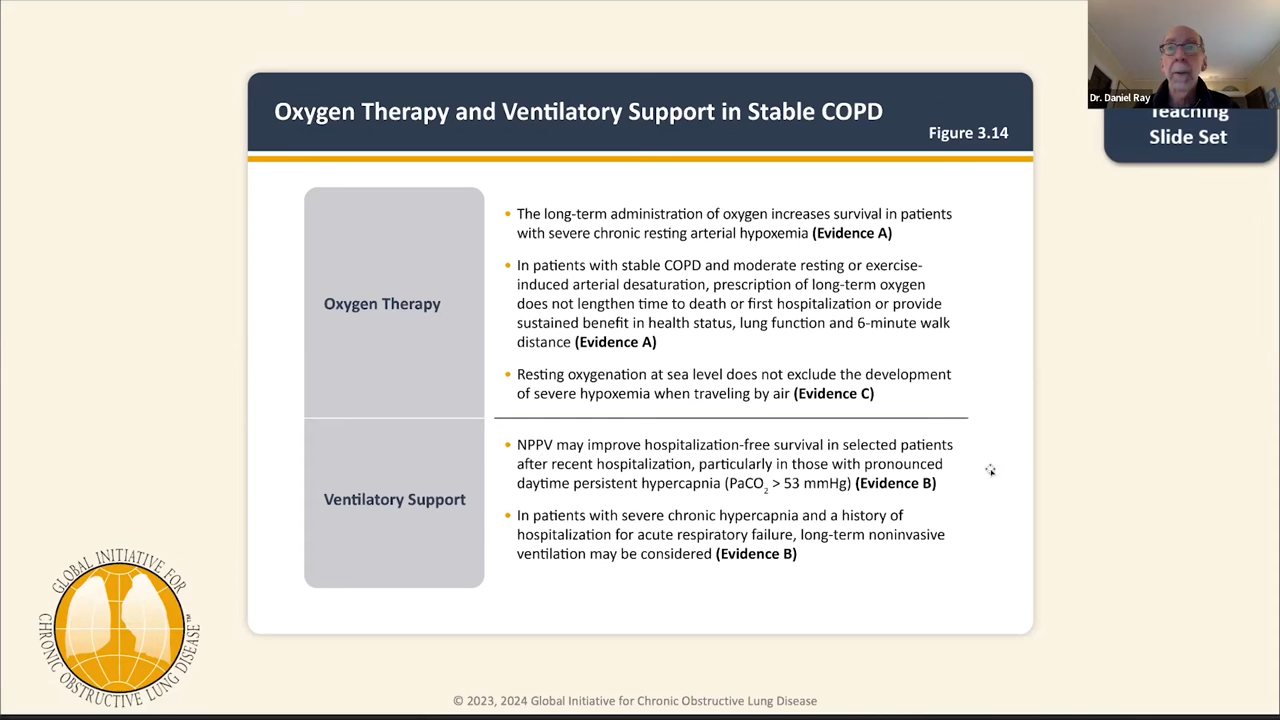 Dr. Daniel Ray
Teaching
Slide Set
Oxygen Therapy and Ventilatory Support in Stable COPD
Figure 3.14
Oxygen Therapy
• The long-term administration of oxygen increases survival in patients
with severe chronic resting arterial hypoxemia (Evidence A)
• In patients with stable COPD and moderate resting or exercise-
induced arterial desaturation, prescription of long-term oxygen
does not lengthen time to death or first hospitalization or provide
sustained benefit in health status, lung function and 6-minute walk
distance (Evidence A)
• Resting oxygenation at sea level does not exclude the development
of severe hypoxemia when traveling by air (Evidence C)
Ventilatory Support
• NPPV may improve hospitalization-free survival in selected patients
after recent hospitalization, particularly in those with pronounced
daytime persistent hypercapnia (PaCO₂ > 53 mmHg) (Evidence B)
• In patients with severe chronic hypercapnia and a history of
hospitalization for acute respiratory failure, long-term noninvasive
ventilation may be considered (Evidence B)
GLOBAL INITIATIVE FOR
CHRONIC OBSTRUCTIVE LUNG DISEASE™
© 2023, 2024 Global Initiative for Chronic Obstructive Lung Disease